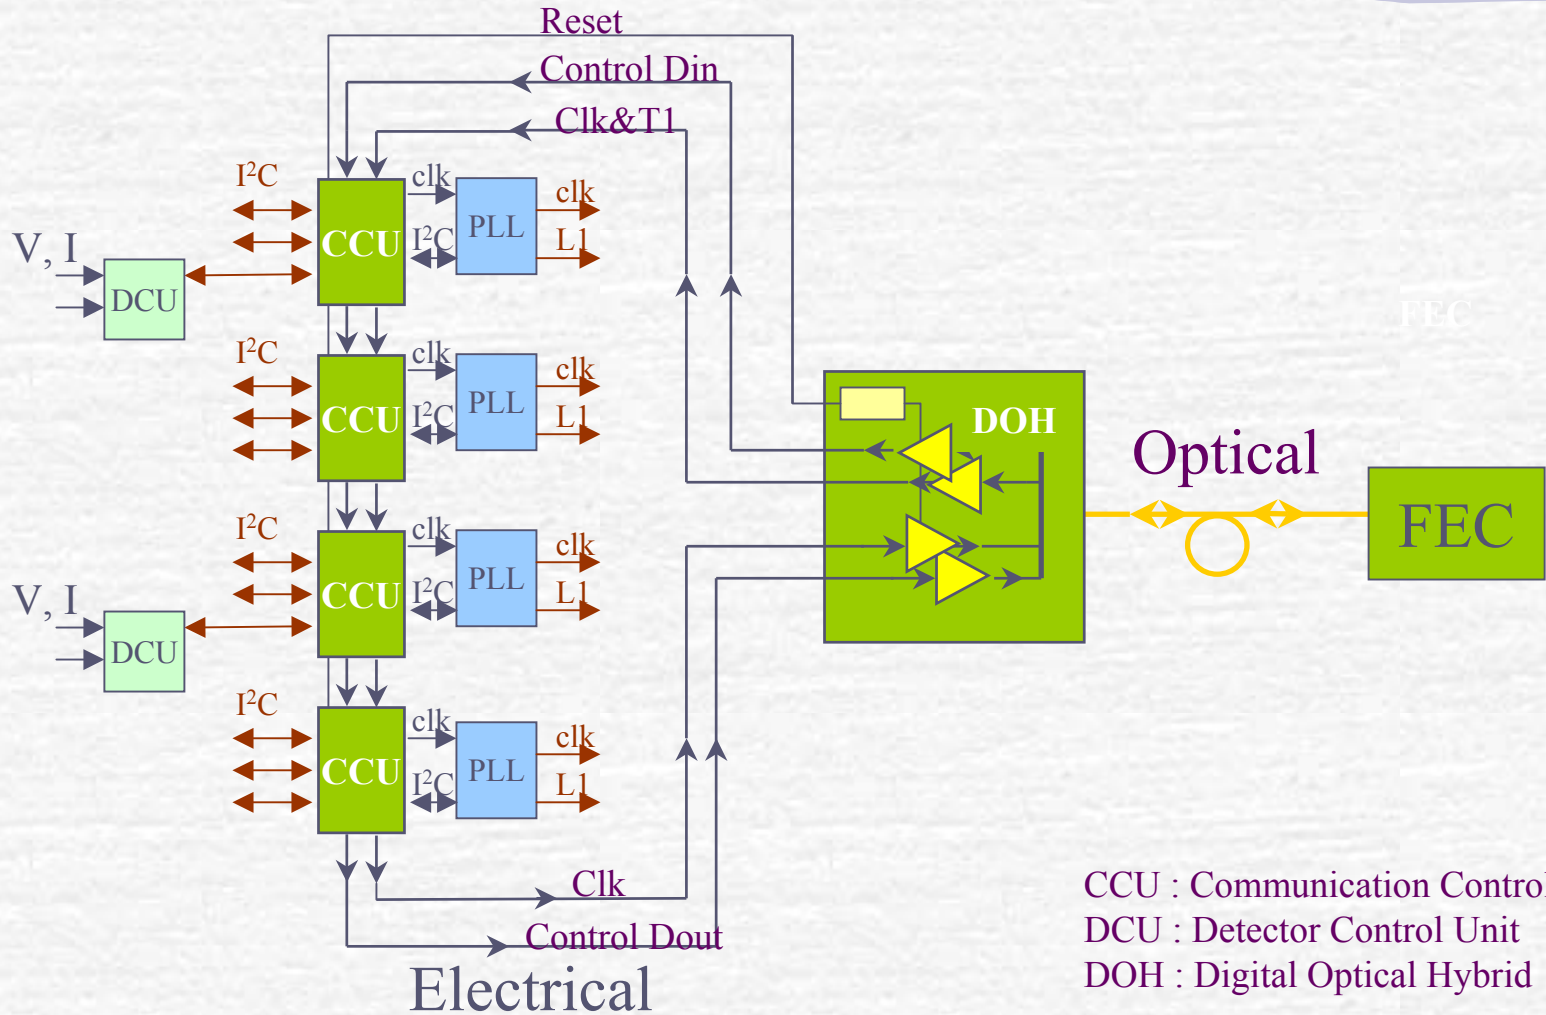 Reset
Control Din
Clk&T1
I²C
clk
clk
PLL
CCU
I²C
L1
V, I
DCU
FEC
I²C
clk
clk
PLL
CCU
I²C
L1
DOH
Optical
FEC
I²C
clk
clk
PLL
CCU
I²C
L1
V, I
DCU
I²C
clk
clk
PLL
CCU
I²C
L1
Clk
Control Dout
Electrical
CCU : Communication Control
DCU : Detector Control Unit
DOH : Digital Optical Hybrid